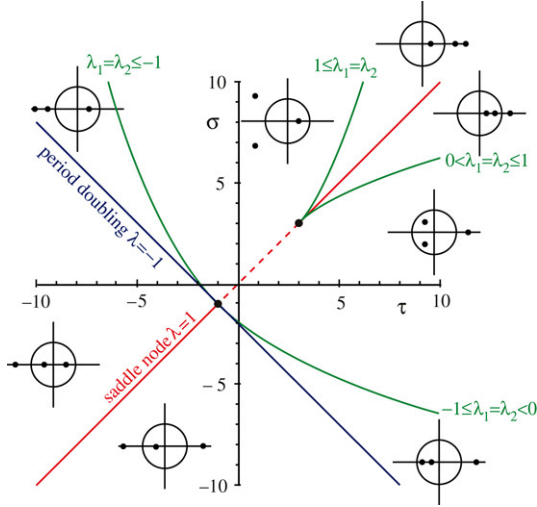 λ₁=λ₂≤-1
1≤λ₁=λ₂
10
σ
0<λ₁=λ₂≤1
5
period doubling λ=-1
-10
-5
5
10
τ
saddle node λ=1
-5
-1≤λ₁=λ₂<0
-10